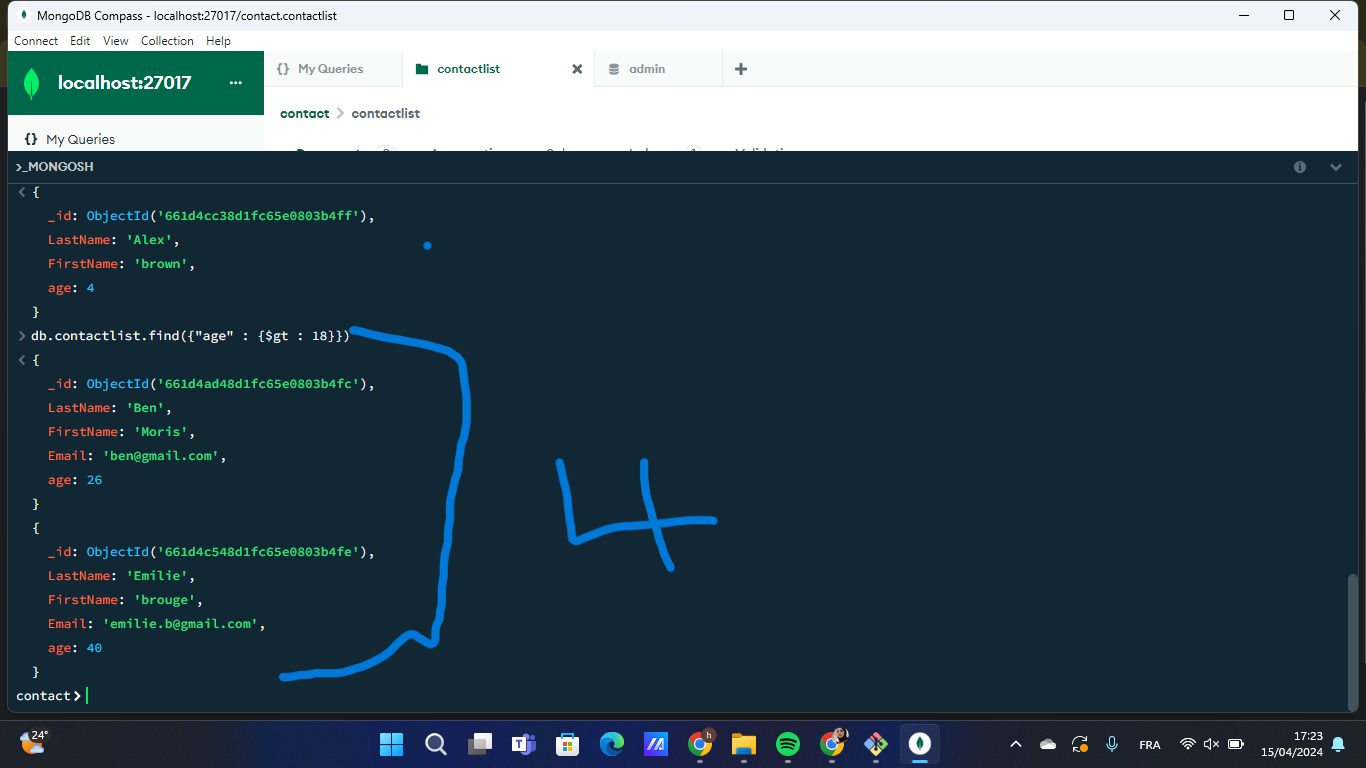 MongoDB Compass - localhost:27017/contact.contactlist
Connect Edit View Collection Help
localhost:27017 ...
{} My Queries
contactlist
admin
contact > contactlist
{} My Queries
>_MONGOSH
< {
_id: ObjectId('661d4cc38d1fc65e0803b4ff'),
LastName: 'Alex',
FirstName: 'brown',
age: 4
}
> db.contactlist.find({"age" : {$gt : 18}})
< {
_id: ObjectId('661d4ad48d1fc65e0803b4fc'),
LastName: 'Ben',
FirstName: 'Moris',
Email: 'ben@gmail.com',
age: 26
}
{
_id: ObjectId('661d4c548d1fc65e0803b4fe'),
LastName: 'Emilie',
FirstName: 'brouge',
Email: 'emilie.b@gmail.com',
age: 40
}
contact>
4
24°
h
FRA
17:23
15/04/2024